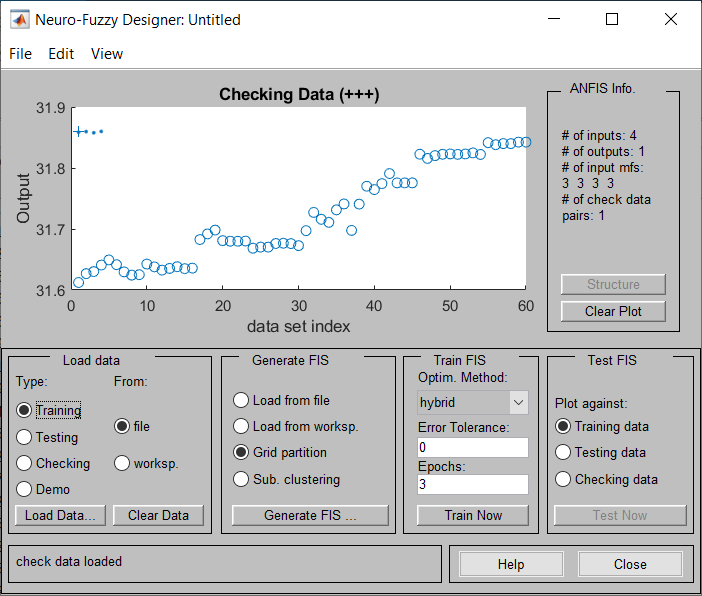 Neuro-Fuzzy Designer: Untitled
File Edit View
Checking Data (+++)
31.9
31.8
31.7
31.6
Output
0 10 20 30 40 50 60
data set index
ANFIS Info.
# of inputs: 4
# of outputs: 1
# of input mfs:
3 3 3 3
# of check data
pairs: 1
Structure
Clear Plot
Load data
Type: From:
Training
file
Testing
Checking
worksp.
Demo
Load Data... Clear Data
Generate FIS
Load from file
Load from worksp.
Grid partition
Sub. clustering
Generate FIS ...
Train FIS
Optim. Method:
hybrid
Error Tolerance:
0
Epochs:
3
Train Now
Test FIS
Plot against:
Training data
Testing data
Checking data
Test Now
check data loaded
Help Close